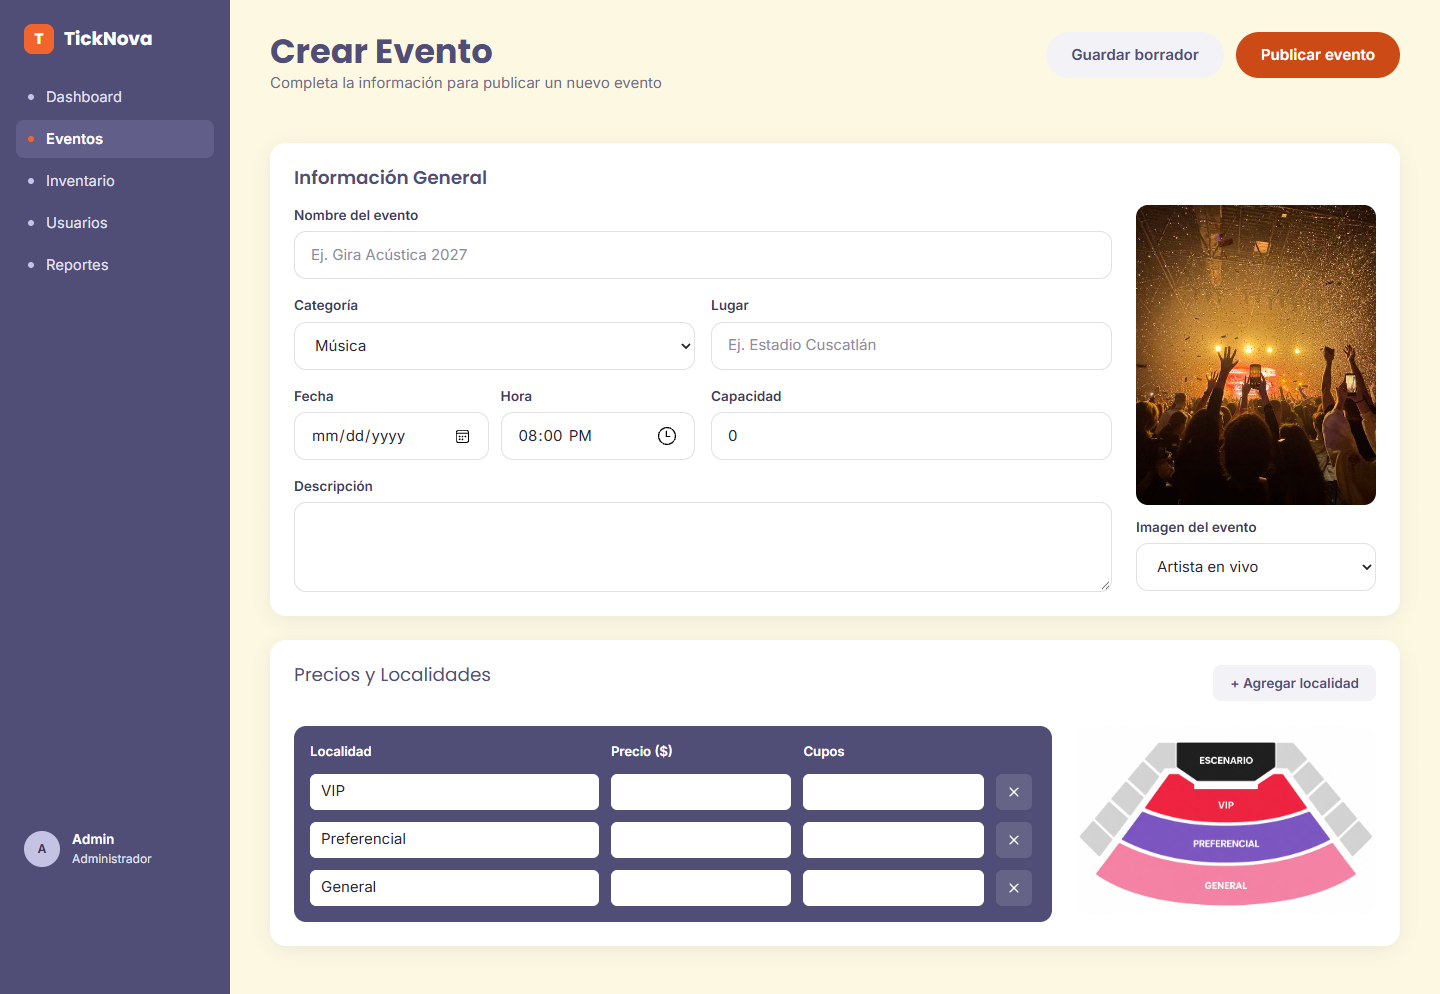 T TickNova
Dashboard
Eventos
Inventario
Usuarios
Reportes
A
Admin
Administrador
Crear Evento
Completa la información para publicar un nuevo evento
Guardar borrador
Publicar evento
Información General
Nombre del evento
Ej. Gira Acústica 2027
Categoría
Lugar
Música
Ej. Estadio Cuscatlán
Fecha
Hora
Capacidad
mm/dd/yyyy
08:00 PM
0
Descripción
Imagen del evento
Artista en vivo
Precios y Localidades
+ Agregar localidad
Localidad
Precio ($)
Cupos
VIP
Preferencial
General
ESCENARIO
VIP
PREFERENCIAL
GENERAL